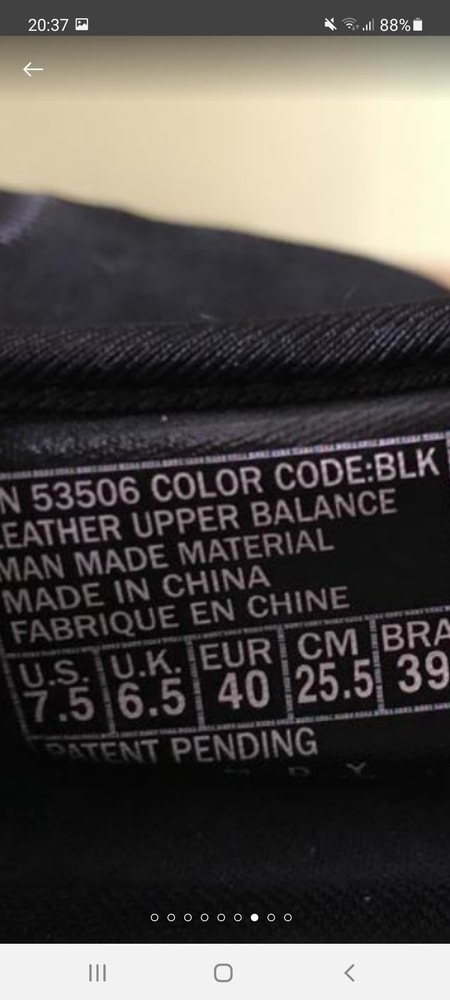 20:37 88%
N 53506 COLOR CODE:BLK
LEATHER UPPER BALANCE
MAN MADE MATERIAL
MADE IN CHINA
FABRIQUE EN CHINE
U.S. U.K. EUR CM BRA
7.5 6.5 40 25.5 39
PATENT PENDING